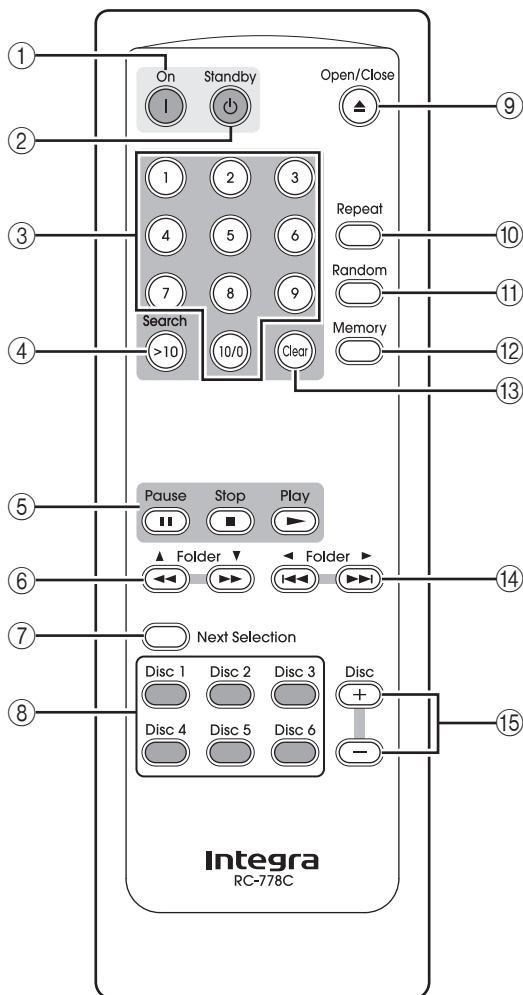 ①
On Standby Open/Close
⑨
②
1 2 3
Repeat
③ 4 5 6 ⑩
Random
7 8 9 ⑪
Search Memory
④ >10 10/0 Clear ⑫
⑬
Pause Stop Play
⑤
▲ Folder ▼ ◄ Folder ►
⑥ ⑭
⑦ Next Selection
Disc 1 Disc 2 Disc 3 Disc
⑧ +
Disc 4 Disc 5 Disc 6 ⑮
−
Integra
RC-778C